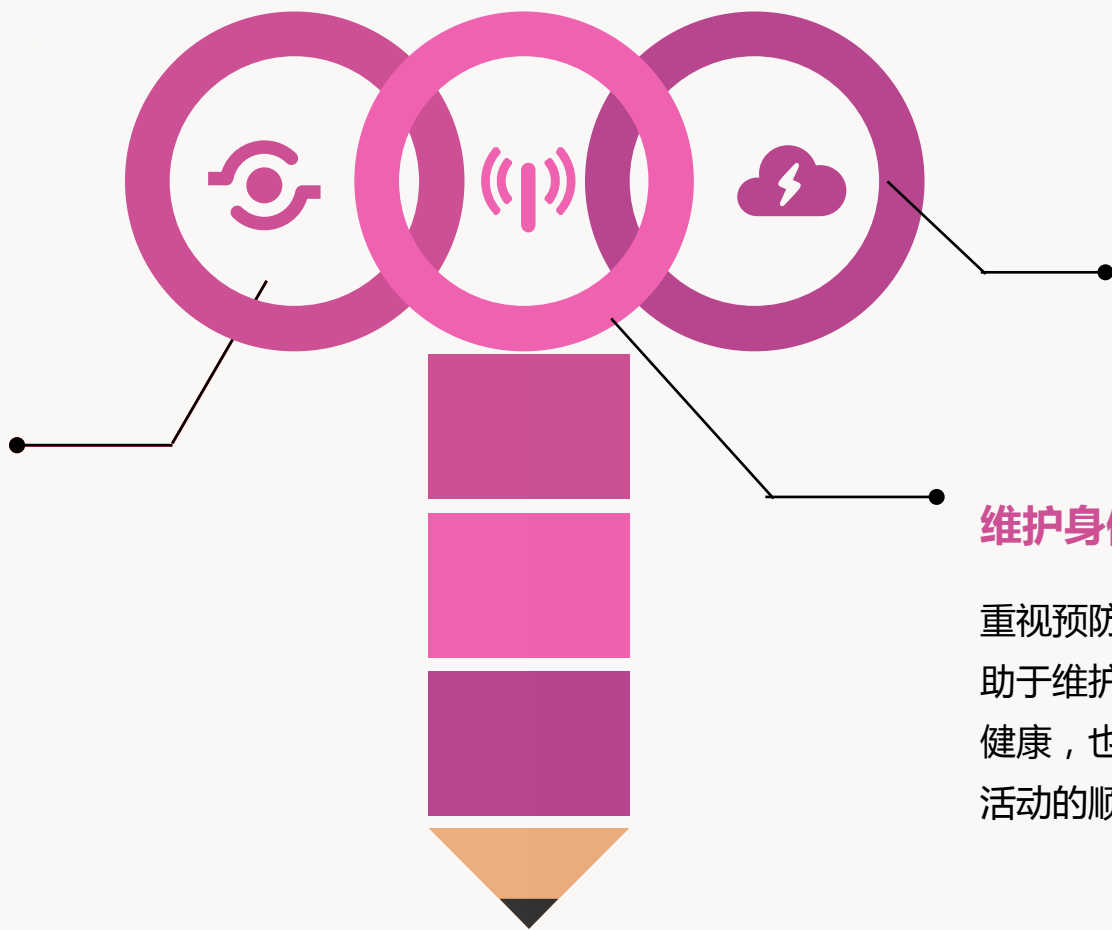 维护身
重视预防
助于维护
健康，也
活动的顺